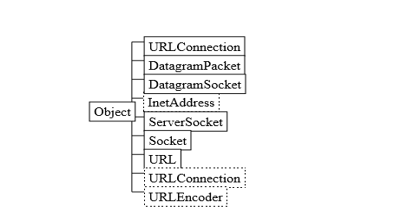 URLConnection
DatagramPacket
DatagramSocket
InetAddress
Object
ServerSocket
Socket
URL
URLConnection
URLEncoder